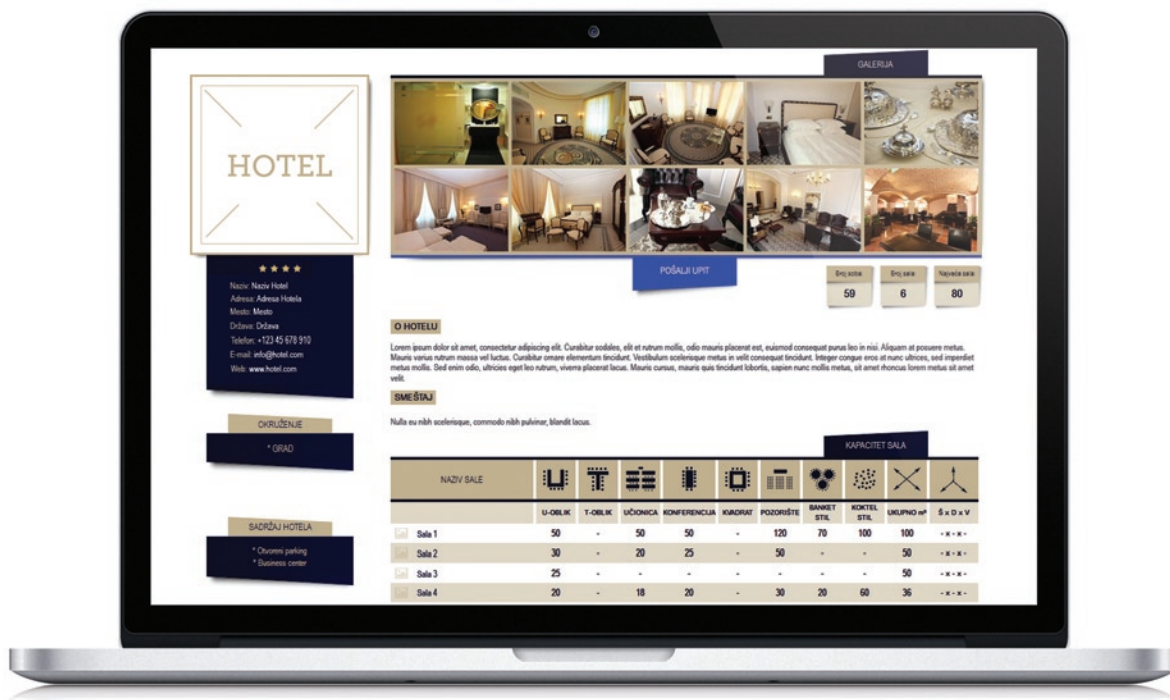 GALERIJA
HOTEL
POŠALJI UPIT
Broj soba
Broj sala
Najveća sala
59
6
80
Naziv: Naziv Hotel
Adresa: Adresa Hotela
Mesto: Mesto
Država: Država
Telefon: +123 45 678 910
E-mail: info@hotel.com
Web: www.hotel.com
O HOTELU
Lorem ipsum dolor sit amet, consectetur adipiscing elit. Curabitur sodales, elit et rutrum mollis, odio mauris placerat est, euismod consequat purus leo in nisi. Aliquam at posuere metus.
Mauris varius rutrum massa vel luctus. Curabitur ornare elementum tincidunt. Vestibulum scelerisque metus in velit consequat tincidunt. Integer congue eros at nunc ultrices, sed imperdiet
metus mollis. Sed enim odio, ultricies eget leo rutrum, viverra placerat lacus. Mauris cursus, mauris quis tincidunt lobortis, sapien nunc mollis metus, sit amet rhoncus lorem metus sit amet
velit.
SMEŠTAJ
Nulla eu nibh scelerisque, commodo nibh pulvinar, blandit lacus.
OKRUŽENJE
* GRAD
SADRŽAJ HOTELA
* Otvoreni parking
* Business center
KAPACITET SALA
NAZIV SALE
U-OBLIK T-OBLIK UČIONICA KONFERENCIJA KVADRAT POZORIŠTE BANKET STIL KOKTEL STIL UKUPNO m² Š x D x V
Sala 1 50 - 50 50 - 120 70 100 100 - x - x -
Sala 2 30 - 20 25 - 50 - - 50 - x - x -
Sala 3 25 - - - - - - - 50 - x - x -
Sala 4 20 - 18 20 - 30 20 60 36 - x - x -